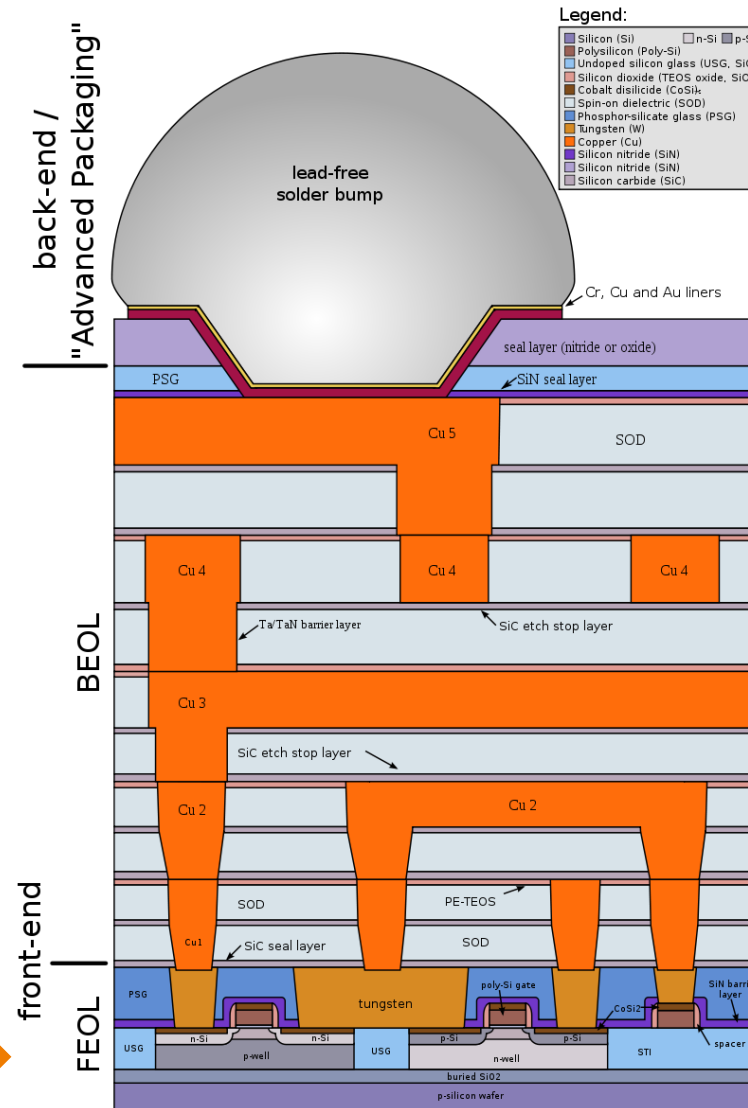 Legend:
Silicon (Si)
n-Si
Polysilicon (Poly-Si)
Undoped silicon glass (USG,
Silicon dioxide (TEOS oxide,
Cobalt disilicide (CoSi)₂
Spin-on dielectric (SOD)
Phosphor-silicate glass (PSG)
Tungsten (W)
Copper (Cu)
Silicon nitride (SiN)
Silicon nitride (SiN)
Silicon carbide (SiC)
back-end /
"Advanced Packaging"
lead-free
solder bump
Cr, Cu and Au liners
seal layer (nitride or oxide)
PSG
SiN seal layer
Cu 5
SOD
BEOL
Cu 4
Cu 4
Cu 4
Ta/TaN barrier layer
SiC etch stop layer
Cu 3
SiC etch stop layer
Cu 2
Cu 2
front-end
SOD
PE-TEOS
Cu1
SiC seal layer
SOD
FEOL
PSG
tungsten
poly-Si gate
CoSi2
SiN barri
layer
USG
n-Si
n-Si
p-well
USG
p-Si
p-Si
n-well
STI
spacer
buried SiO2
p-silicon wafer